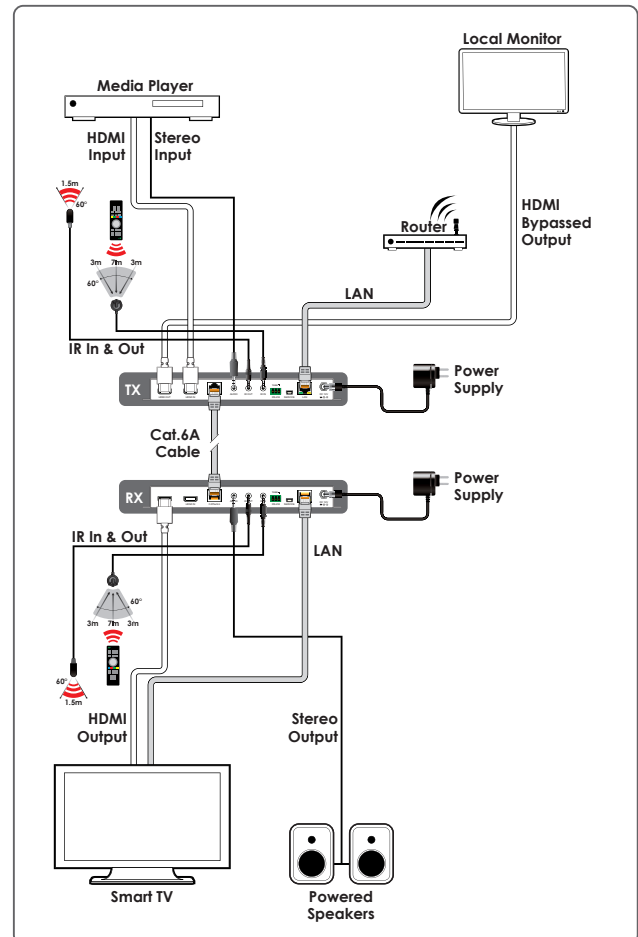 Local Monitor
Media Player
HDMI
Input
Stereo
Input
1.5m
60°
3m 7m 3m
60°
Router
HDMI
Bypassed
Output
LAN
IR In & Out
TX
Power
Supply
Cat.6A
Cable
RX
Power
Supply
IR In & Out
LAN
60°
3m 7m 3m
60°
1.5m
HDMI
Output
Stereo
Output
Smart TV
Powered
Speakers